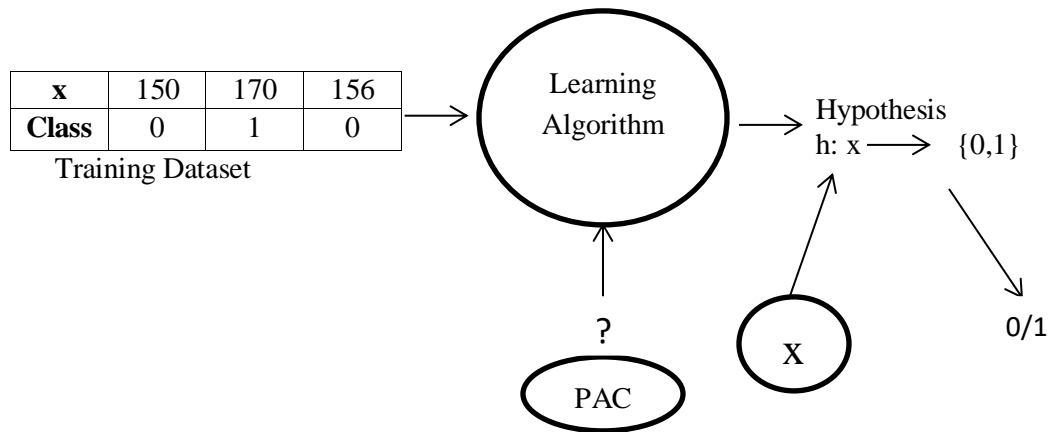 x 150 170 156
Class 0 1 0
Training Dataset
Learning
Algorithm
Hypothesis
h: x {0,1}
?
PAC
X
0/1